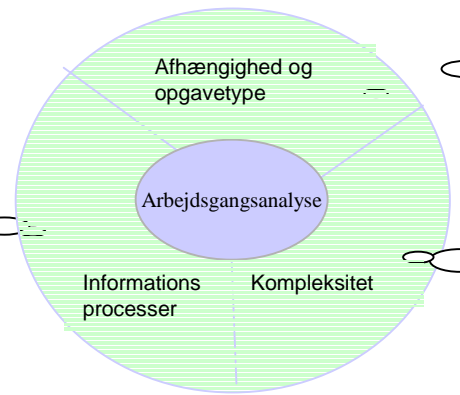 Afhængighed og
opgavetype
Arbejdsgangsanalyse
Informations
processer
Kompleksitet